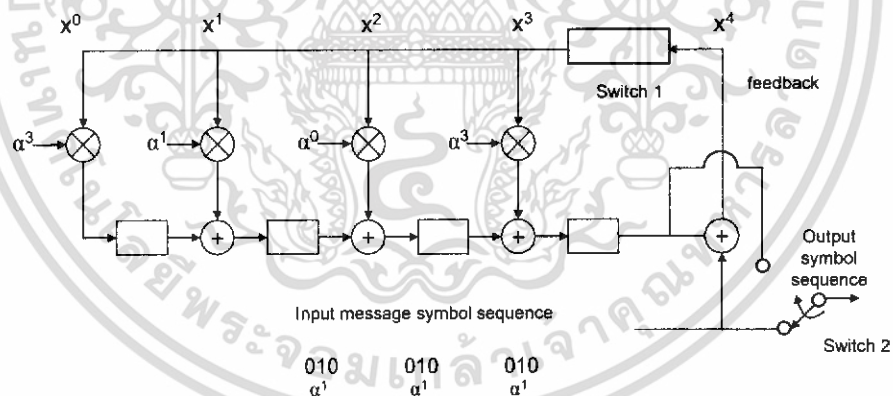 X⁰ X¹ X² X³ X⁴
Switch 1
feedback
α³ α¹ α⁰ α³
+ + + +
Output
symbol
sequence
Input message symbol sequence
Switch 2
010 010 010
α¹ α¹ α¹